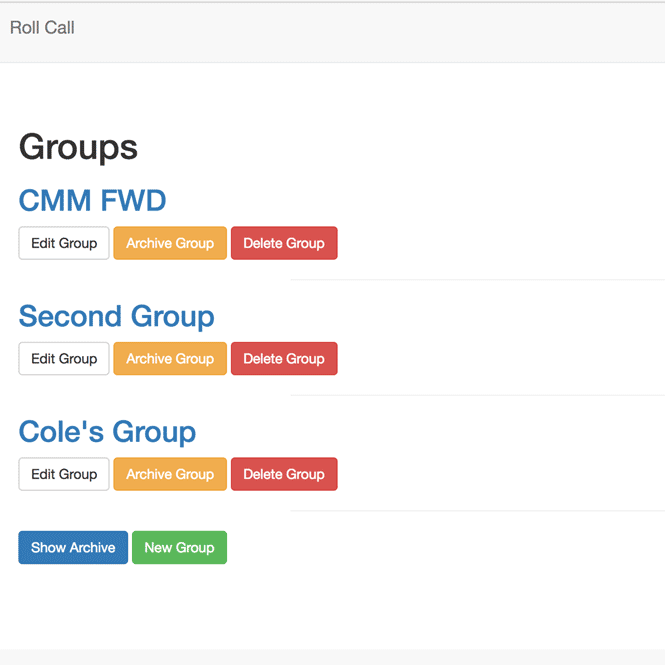 Roll Call
Groups
CMM FWD
Edit Group Archive Group Delete Group
Second Group
Edit Group Archive Group Delete Group
Cole's Group
Edit Group Archive Group Delete Group
Show Archive New Group